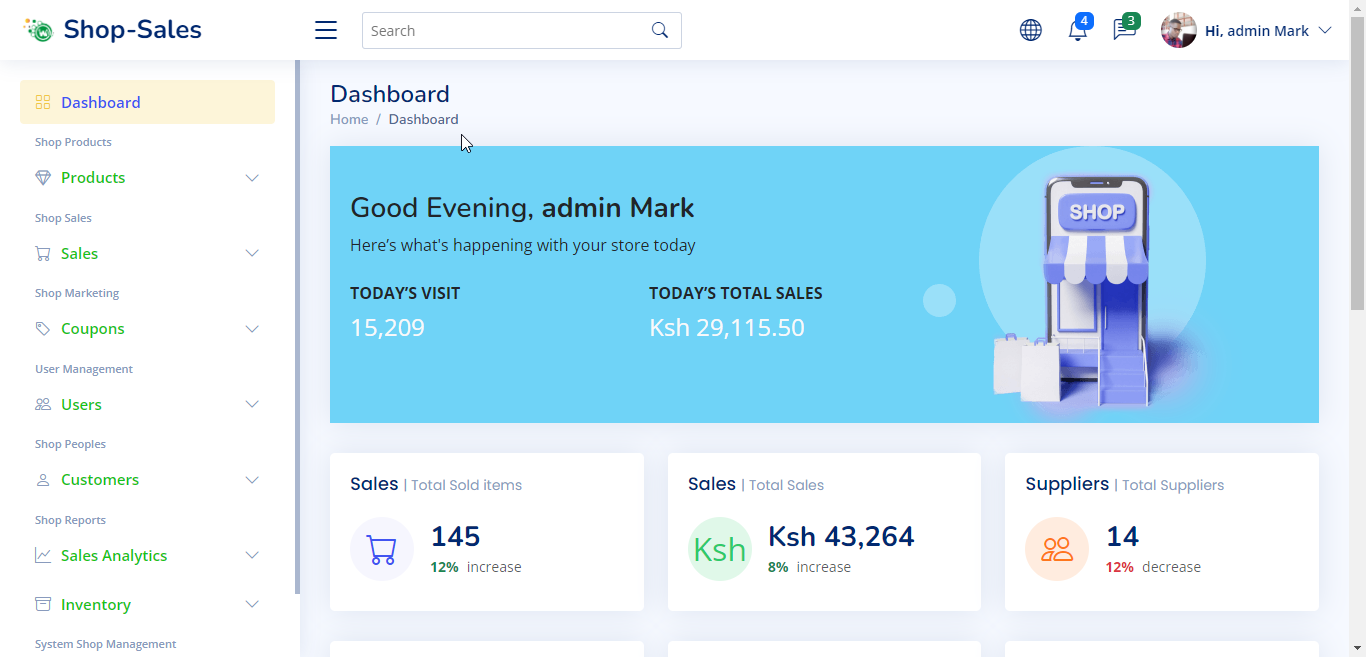 Shop-Sales
Search
4
3
Hi, admin Mark
Dashboard
Shop Products
Products
Shop Sales
Sales
Shop Marketing
Coupons
User Management
Users
Shop Peoples
Customers
Shop Reports
Sales Analytics
Inventory
System Shop Management
Dashboard
Home / Dashboard
Good Evening, admin Mark
Here's what's happening with your store today
TODAY'S VISIT
15,209
TODAY'S TOTAL SALES
Ksh 29,115.50
SHOP
Sales | Total Sold items
145
12% increase
Sales | Total Sales
Ksh
Ksh 43,264
8% increase
Suppliers | Total Suppliers
14
12% decrease